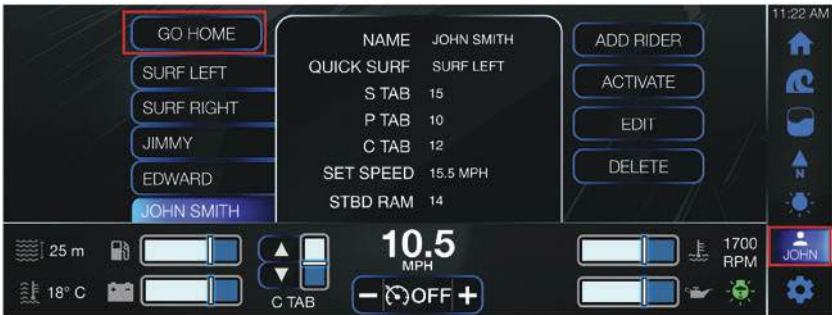 11:22 AM
GO HOME
SURF LEFT
SURF RIGHT
JIMMY
EDWARD
JOHN SMITH
NAME JOHN SMITH
QUICK SURF SURF LEFT
S TAB 15
P TAB 10
C TAB 12
SET SPEED 15.5 MPH
STBD RAM 14
ADD RIDER
ACTIVATE
EDIT
DELETE
N
JOHN
25 m
18° C
C TAB
10.5
MPH
− OFF +
1700
RPM